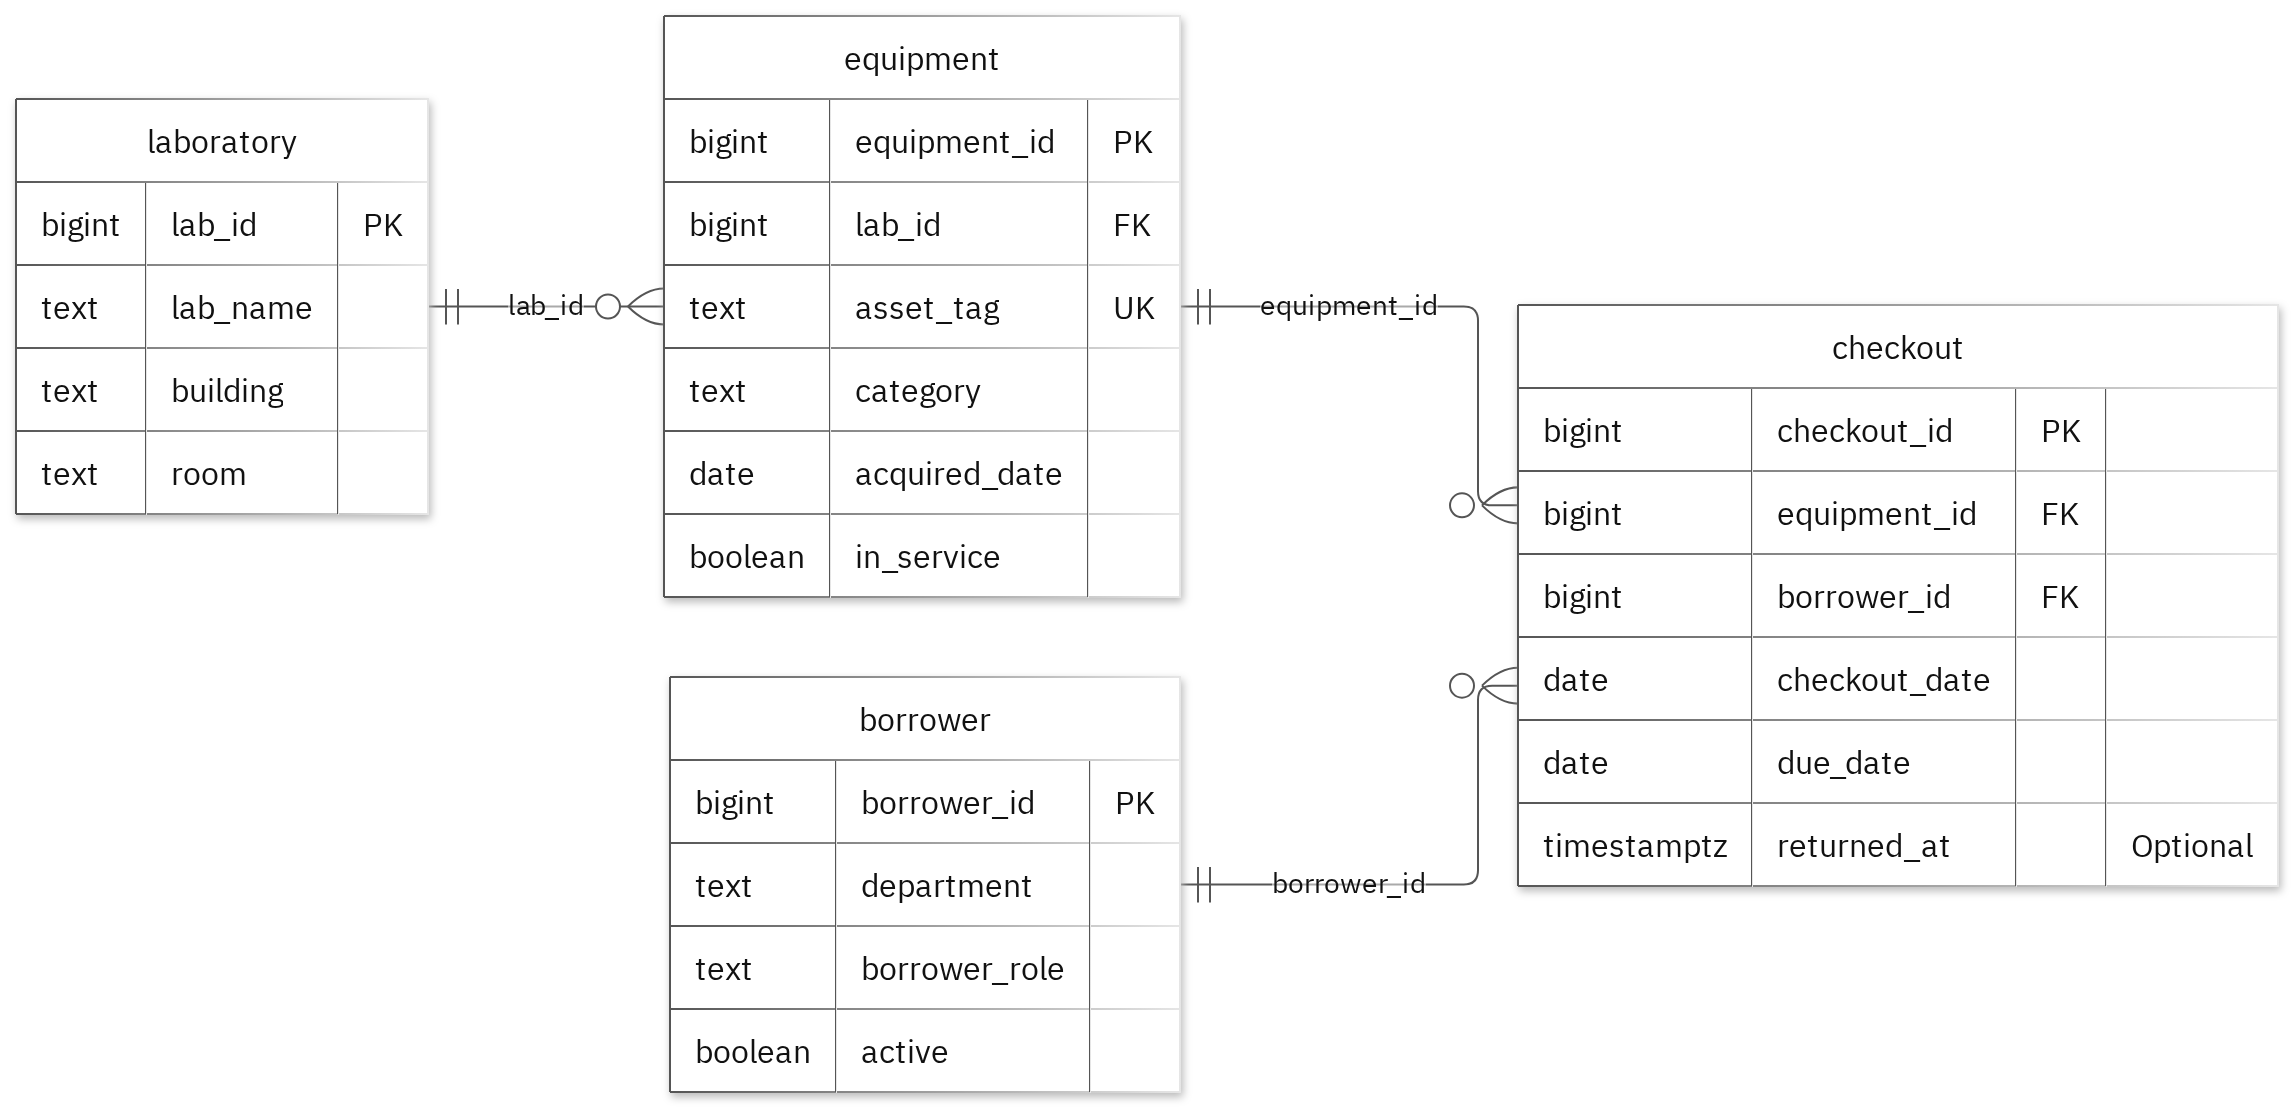 laboratory
bigint lab_id PK
text lab_name
text building
text room
lab_id
equipment
bigint equipment_id PK
bigint lab_id FK
text asset_tag UK
text category
date acquired_date
boolean in_service
equipment_id
borrower
bigint borrower_id PK
text department
text borrower_role
boolean active
borrower_id
checkout
bigint checkout_id PK
bigint equipment_id FK
bigint borrower_id FK
date checkout_date
date due_date
timestamptz returned_at Optional